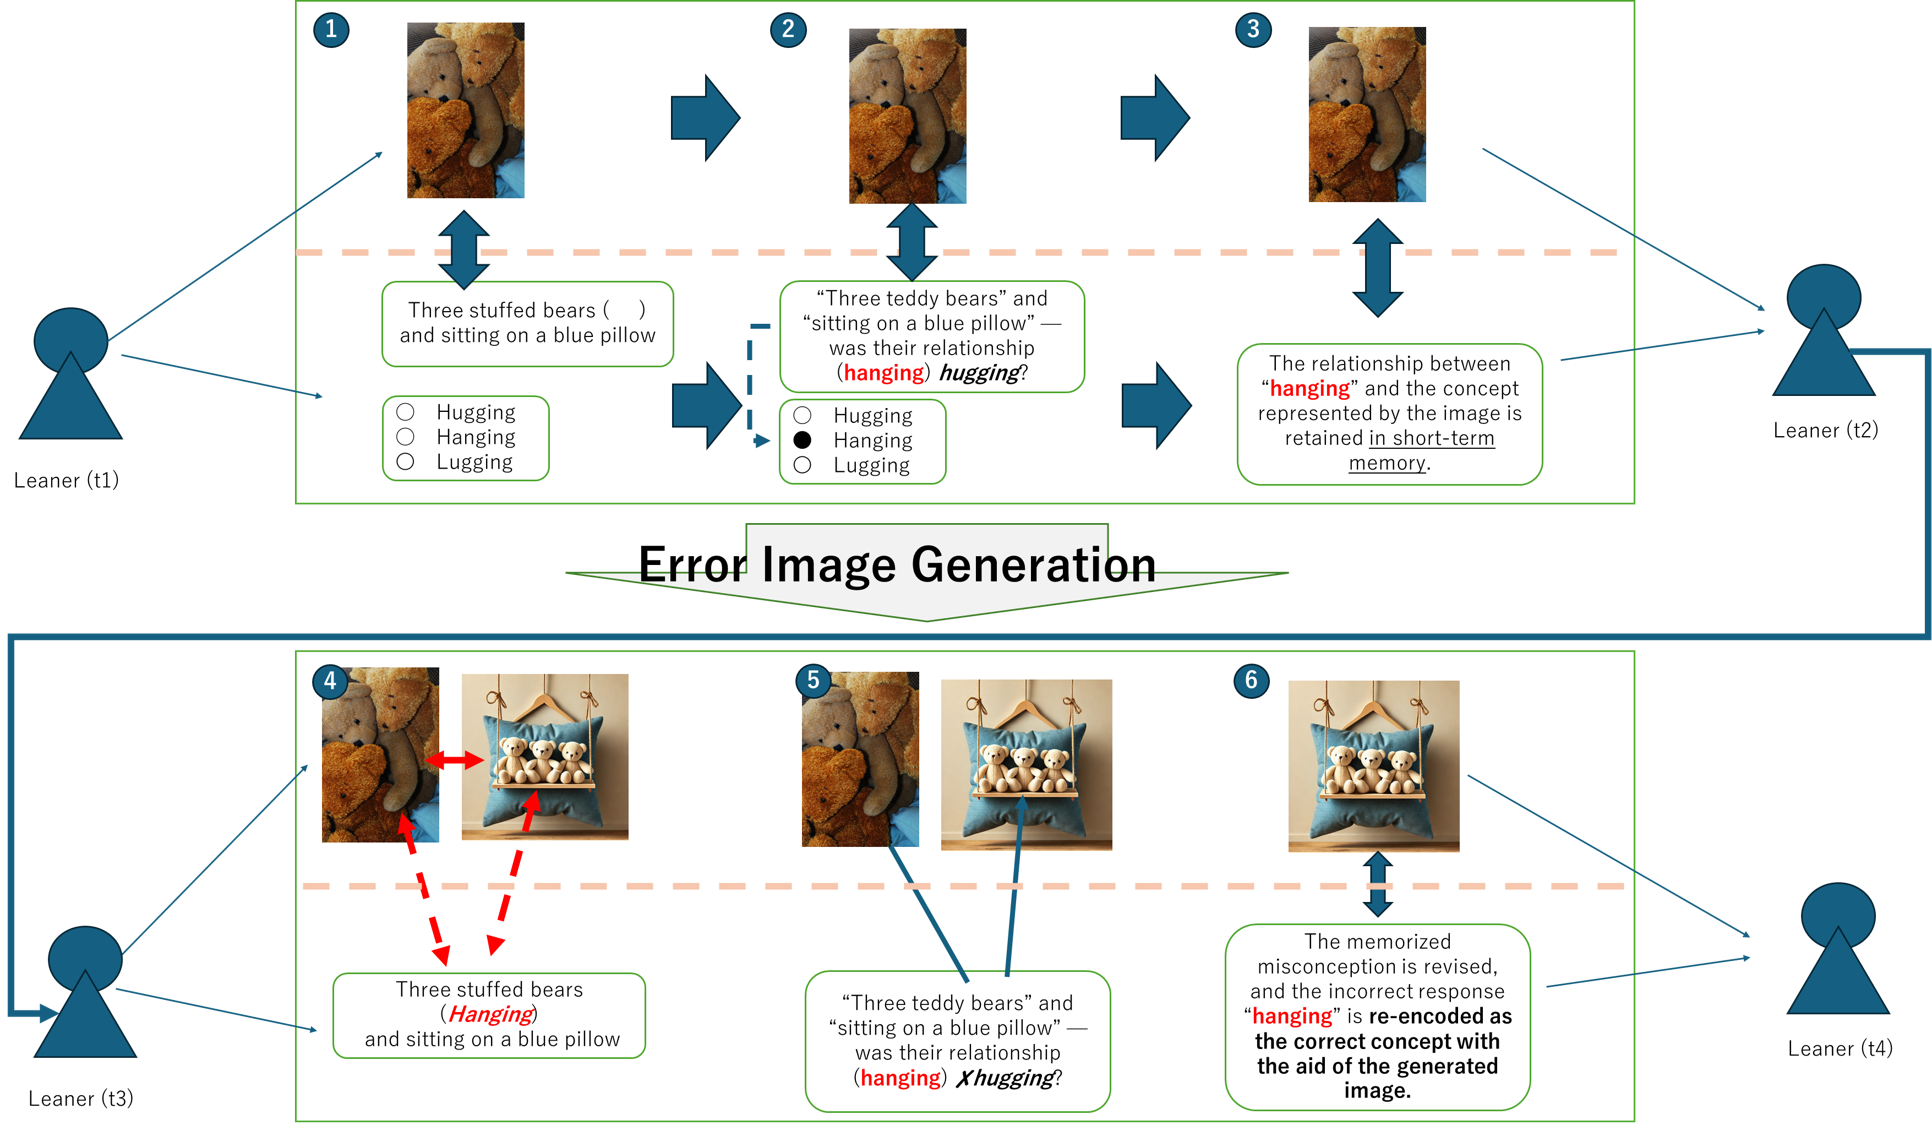 1
2
3
Three stuffed bears (    )
and sitting on a blue pillow
Hugging
Hanging
Lugging
“Three teddy bears” and
“sitting on a blue pillow” —
was their relationship
(hanging) hugging?
Hugging
Hanging
Lugging
The relationship between
“hanging” and the concept
represented by the image is
retained in short-term
memory.
Leaner (t1)
Leaner (t2)
Error Image Generation
4
5
6
Three stuffed bears
(Hanging)
and sitting on a blue pillow
“Three teddy bears” and
“sitting on a blue pillow” —
was their relationship
(hanging) ✗hugging?
The memorized
misconception is revised,
and the incorrect response
“hanging” is re-encoded as
the correct concept with
the aid of the generated
image.
Leaner (t3)
Leaner (t4)